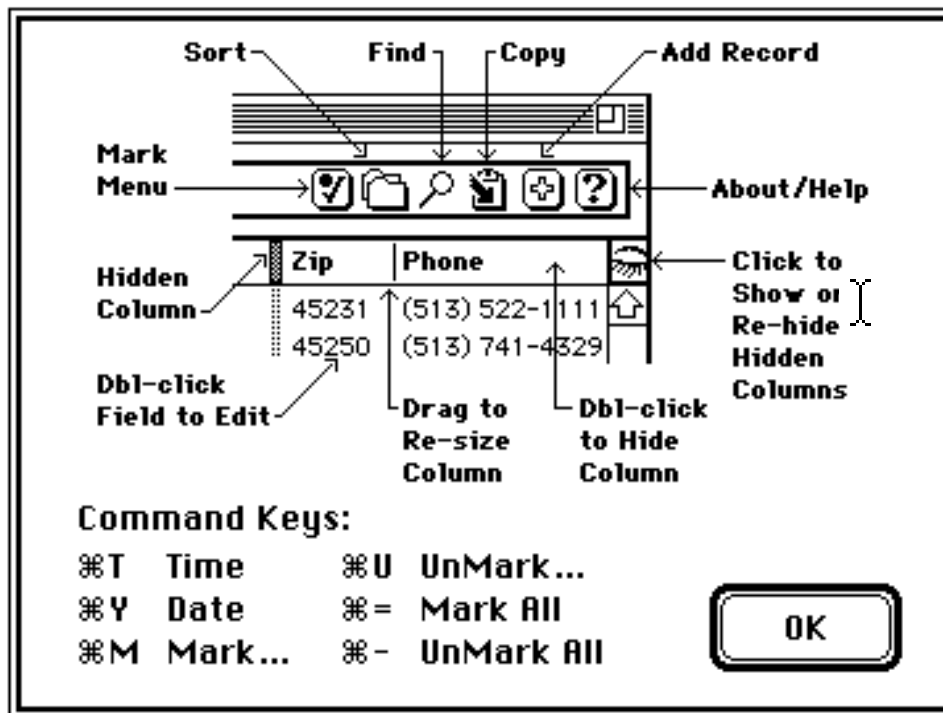 Sort Find Copy Add Record
Mark
Menu
?
About/Help
Hidden
Column
Zip Phone
45231 (513) 522-1111
45250 (513) 741-4329
Click to
Show or
Re-hide
Hidden
Columns
Dbl-click
Field to Edit
Drag to
Re-size
Column
Dbl-click
to Hide
Column
Command Keys:
⌘T Time ⌘U UnMark...
⌘Y Date ⌘= Mark All
⌘M Mark... ⌘- UnMark All
OK